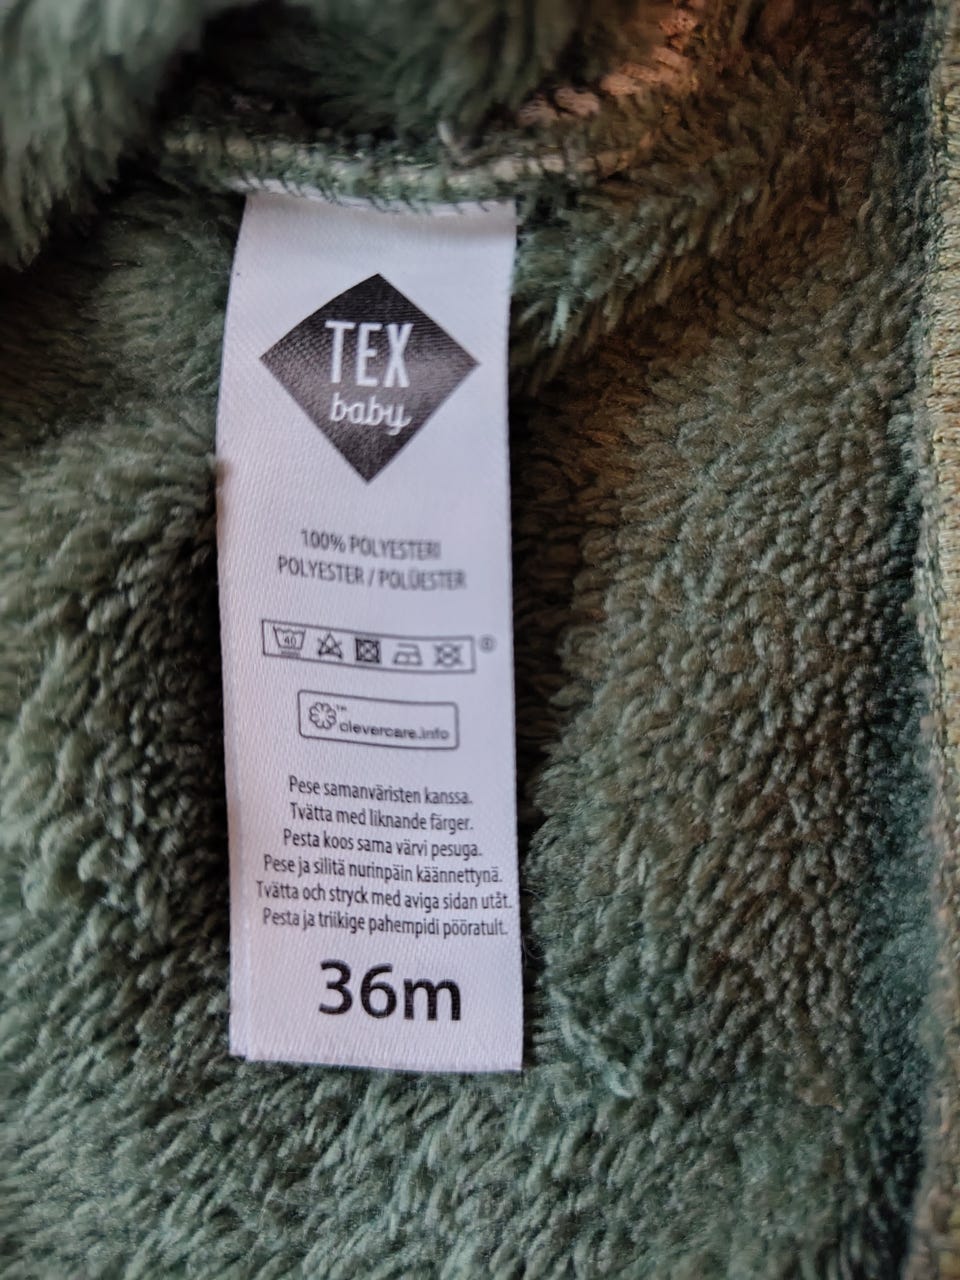 TEX
baby
100% POLYESTERI
POLYESTER / POLÜESTER
40
®
™
clevercare.info
Pese samanväristen kanssa.
Tvätta med liknande färger.
Pesta koos sama värvi pesuga.
Pese ja silitä nurinpäin käännettynä.
Tvätta och stryck med aviga sidan utåt.
Pesta ja triikige pahempidi pööratult.
36m